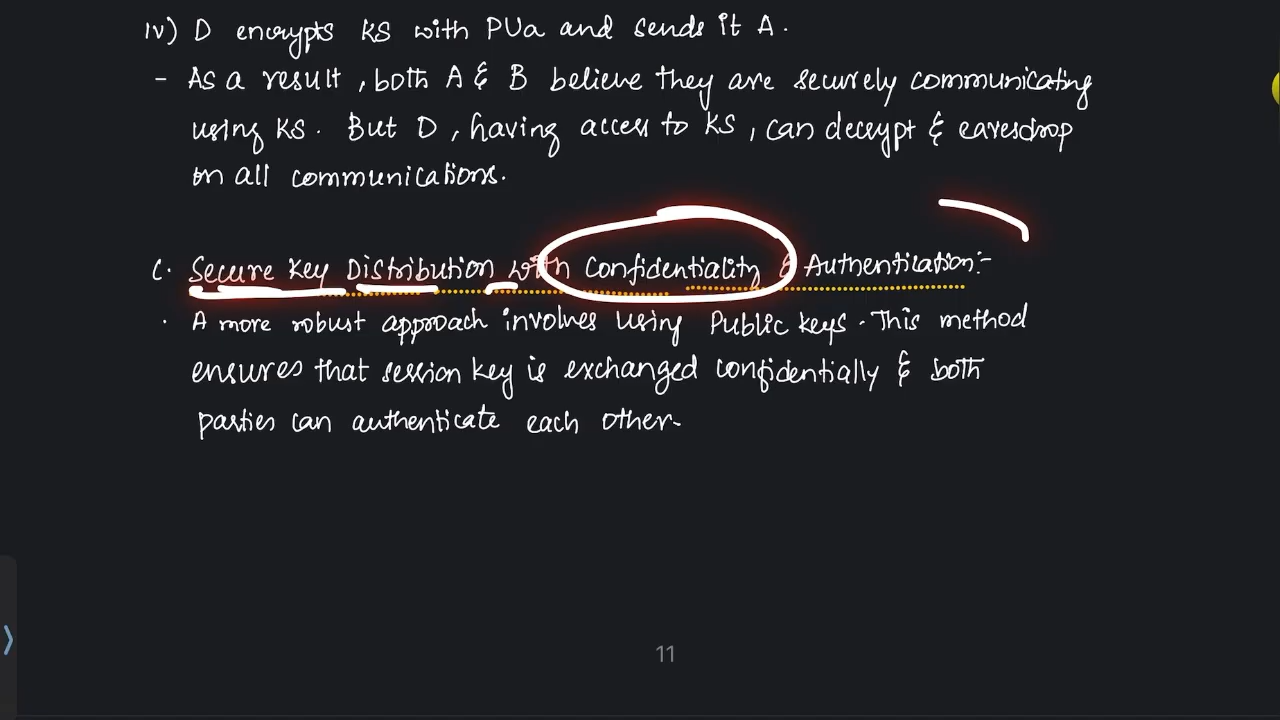 iv) D encrypts KS with PUa and sends it A.
- As a result, both A & B believe they are securely communicating
using KS. But D, having access to KS, can decrypt & eavesdrop
on all communications.
C. Secure Key Distribution with Confidentiality & Authentication:-
· A more robust approach involves using Public keys. This method
ensures that session key is exchanged confidentially & both
parties can authenticate each other.
11